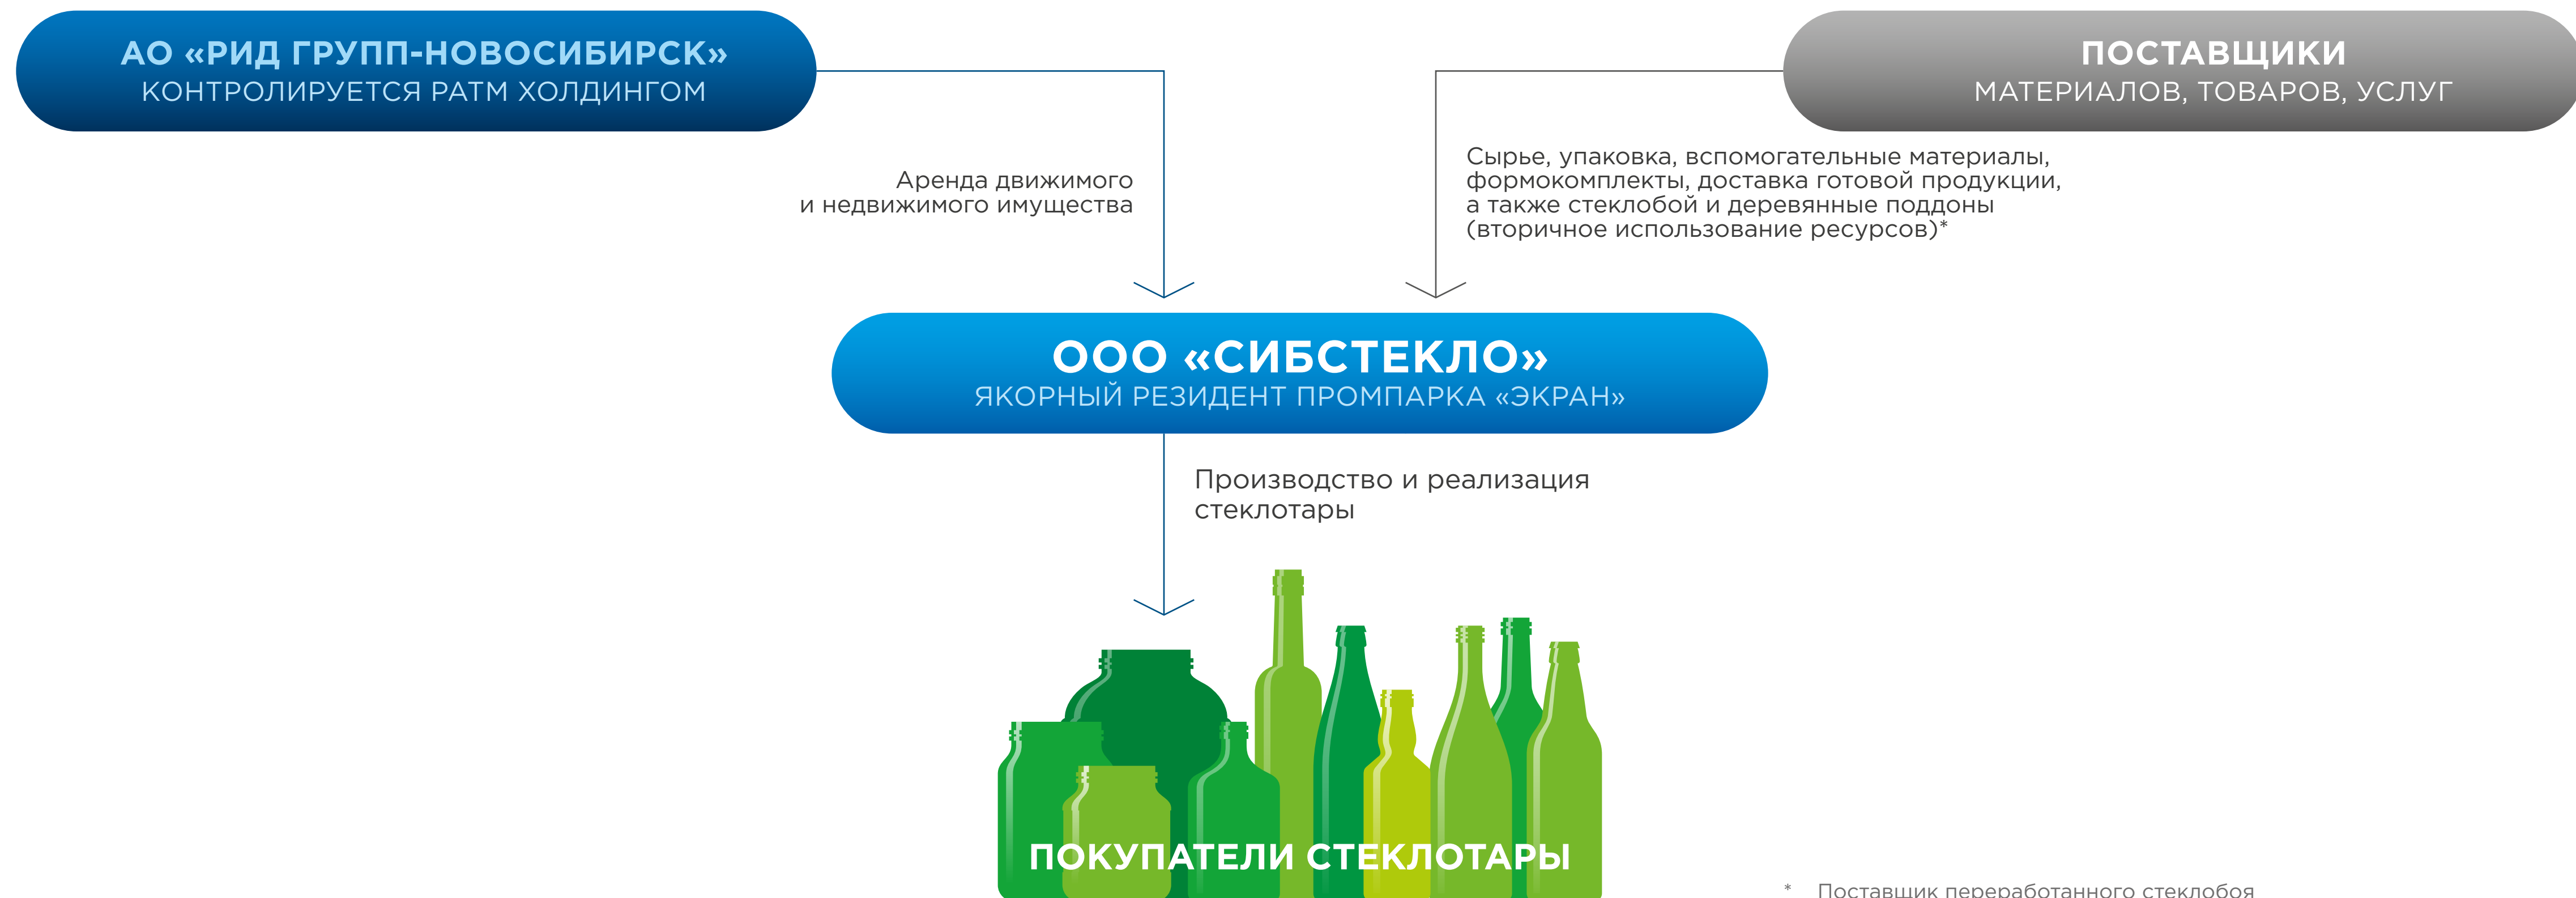 АО «РИД ГРУПП-НОВОСИБИРСК»
КОНТРОЛИРУЕТСЯ РАТМ ХОЛДИНГОМ
ПОСТАВЩИКИ
МАТЕРИАЛОВ, ТОВАРОВ, УСЛУГ
Аренда движимого
и недвижимого имущества
Сырье, упаковка, вспомогательные материалы,
формокомплекты, доставка готовой продукции,
а также стеклобой и деревянные поддоны
(вторичное использование ресурсов)*
ООО «СИБСТЕКЛО»
ЯКОРНЫЙ РЕЗИДЕНТ ПРОМПАРКА «ЭКРАН»
Производство и реализация
стеклотары
ПОКУПАТЕЛИ СТЕКЛОТАРЫ
* Поставщик переработанного стеклобоя